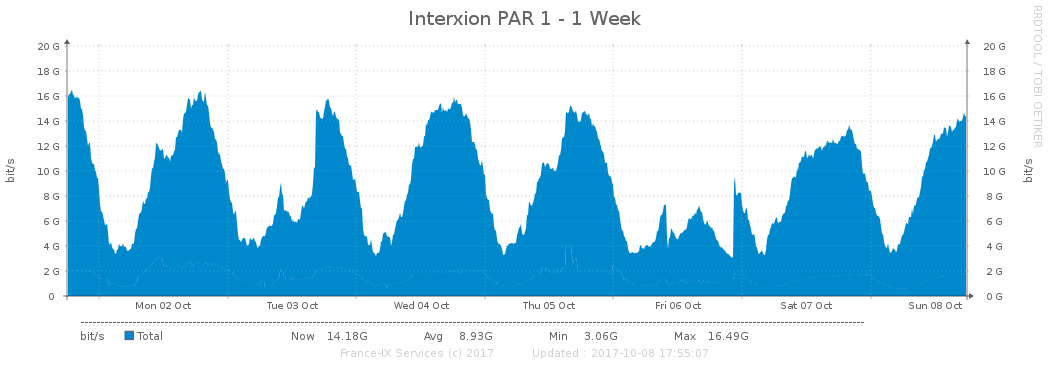 Interxion PAR 1 - 1 Week
RRDTOOL / TOBI OETIKER
20 G 20 G
18 G 18 G
16 G 16 G
14 G 14 G
12 G 12 G
10 G 10 G
8 G 8 G
6 G 6 G
4 G 4 G
2 G 2 G
0 0 G
bit/s bit/s
Mon 02 Oct Tue 03 Oct Wed 04 Oct Thu 05 Oct Fri 06 Oct Sat 07 Oct Sun 08 Oct
bit/s Total Now 14.18G Avg 8.93G Min 3.06G Max 16.49G
France-IX Services (c) 2017 Updated : 2017-10-08 17:55:07